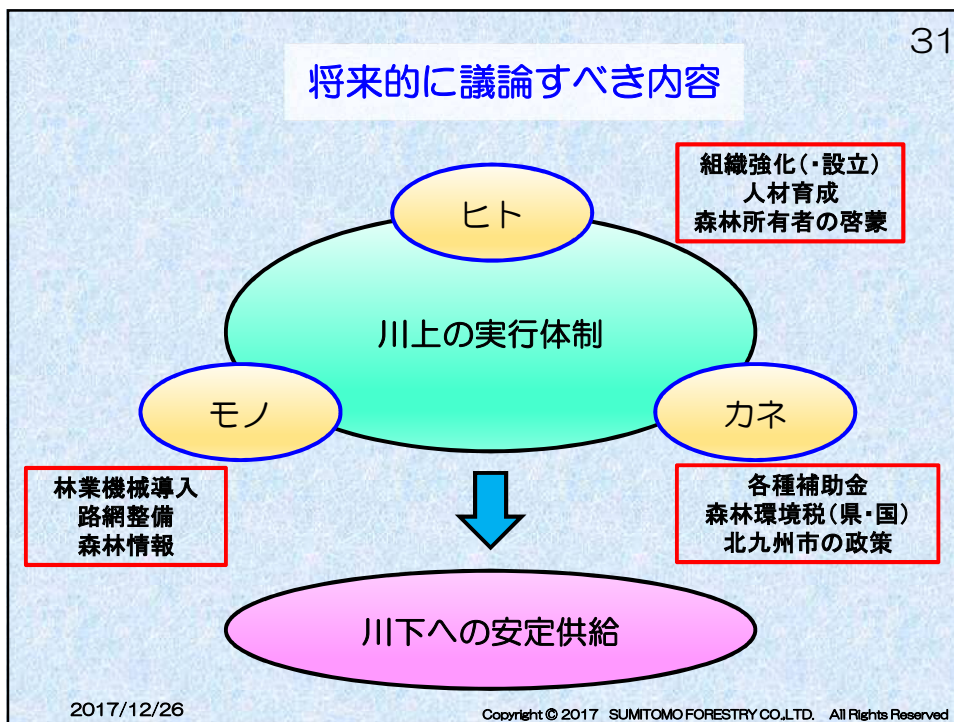 31
将来的に議論すべき内容
組織強化(・設立)
人材育成
森林所有者の啓蒙
ヒト
川上の実行体制
モノ
カネ
林業機械導入
路網整備
森林情報
各種補助金
森林環境税(県・国)
北九州市の政策
川下への安定供給
2017/12/26
Copyright © 2017 SUMITOMO FORESTRY CO.,LTD. All Rights Reserved